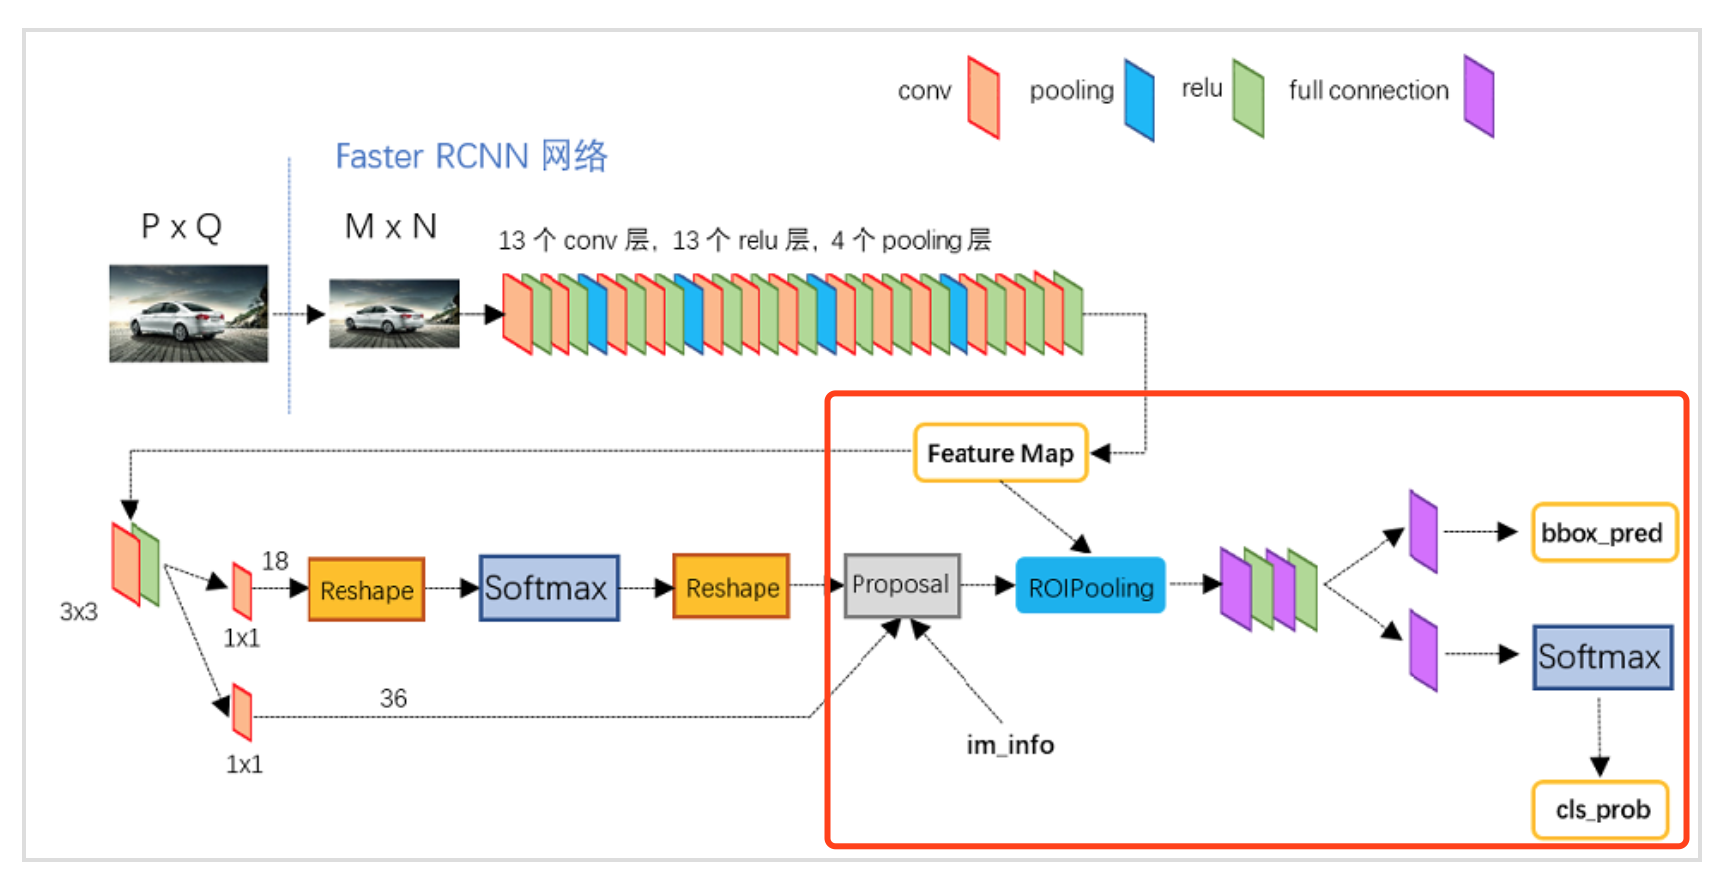 conv pooling relu full connection
Faster RCNN 网络
P x Q
M x N
13 个 conv 层, 13 个 relu 层, 4 个 pooling 层
Feature Map
3x3
18
1x1
Reshape
Softmax
Reshape
Proposal
ROIPooling
bbox_pred
Softmax
36
1x1
im_info
cls_prob